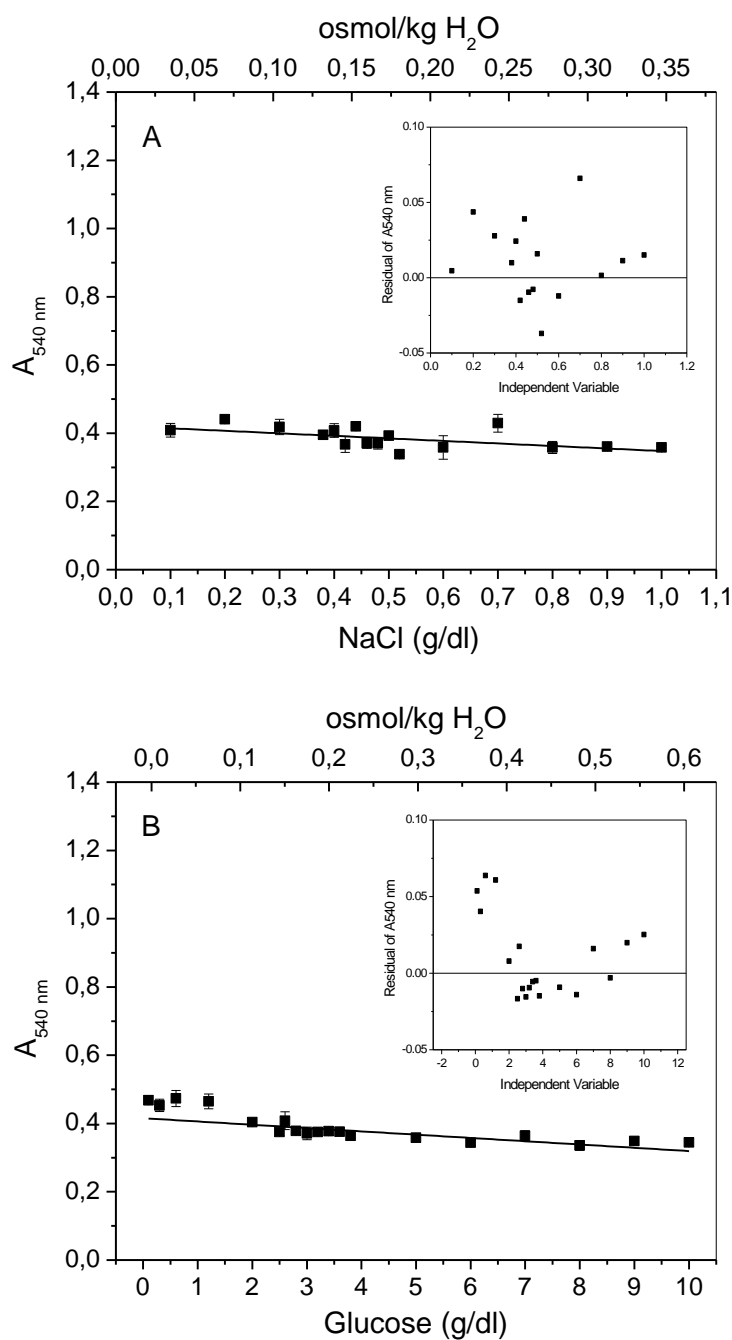 osmol/kg H₂O
0,00 0,05 0,10 0,15 0,20 0,25 0,30 0,35
1,4
A
1,2
1,0
0,8
0,6
0,4
0,2
0,0
A540 nm
0.10
0.05
0.00
-0.05
Residual of A540 nm
0.0 0.2 0.4 0.6 0.8 1.0 1.2
Independent Variable
0,0 0,1 0,2 0,3 0,4 0,5 0,6 0,7 0,8 0,9 1,0 1,1
NaCl (g/dl)
osmol/kg H₂O
0,0 0,1 0,2 0,3 0,4 0,5 0,6
1,4
B
1,2
1,0
0,8
0,6
0,4
0,2
0,0
A540 nm
0.10
0.05
0.00
-0.05
Residual of A540 nm
-2 0 2 4 6 8 10 12
Independent Variable
0 1 2 3 4 5 6 7 8 9 10
Glucose (g/dl)